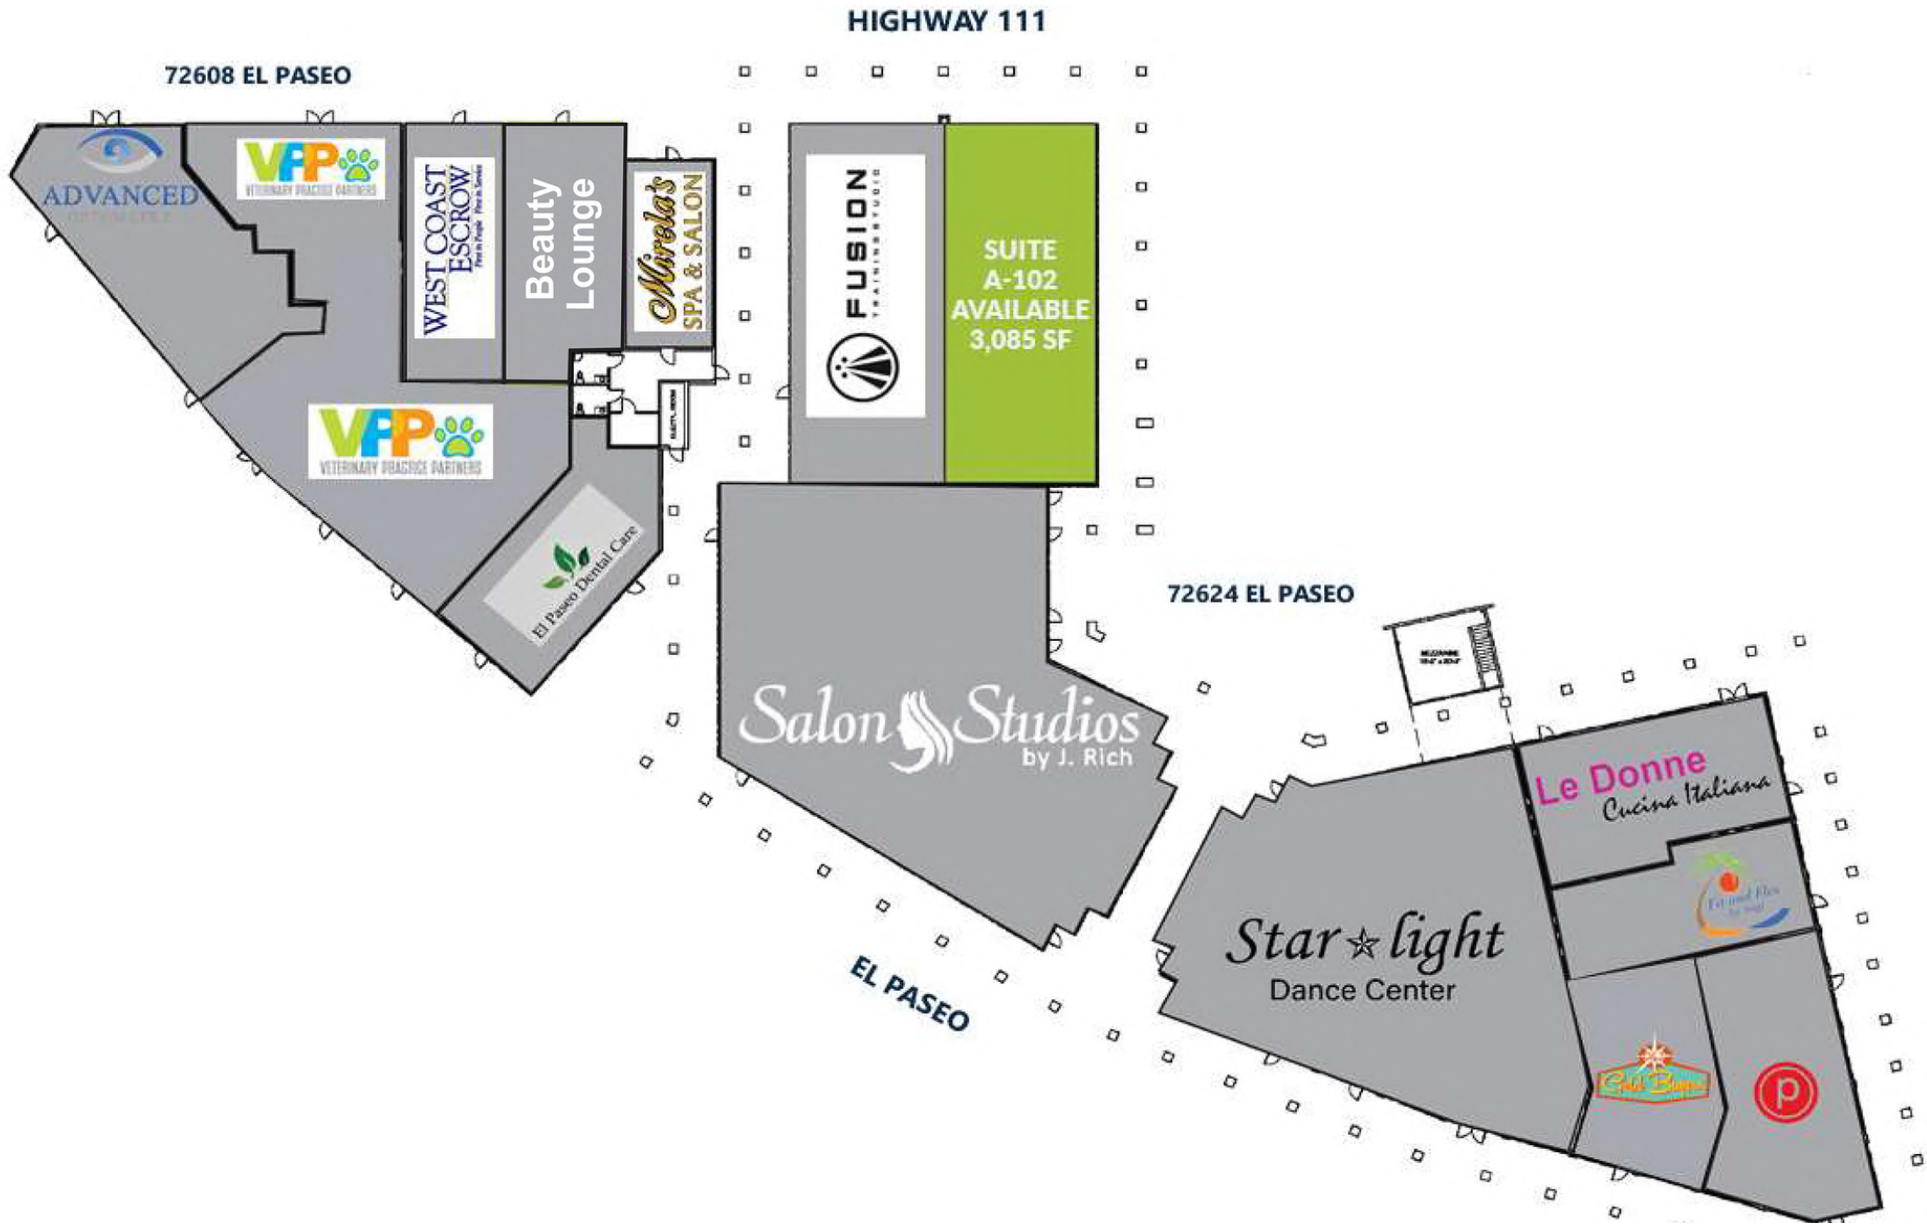 HIGHWAY 111
72608 EL PASEO
ADVANCED
VPP
VETERINARY PRACTICE PARTNERS
WEST COAST
ESCROW
Beauty
Lounge
Mirela's
SPA & SALON
FUSION
TRAINING STUDIO
SUITE
A-102
AVAILABLE
3,085 SF
VPP
VETERINARY PRACTICE PARTNERS
El Paseo Dental Care
72624 EL PASEO
Salon Studios
by J. Rich
Le Donne
Cucina Italiana
Star light
Dance Center
EL PASEO
P